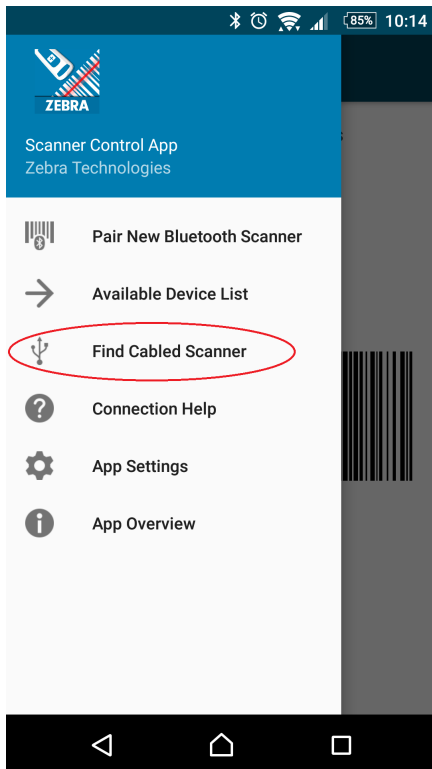 85% 10:14
ZEBRA
Scanner Control App
Zebra Technologies
Pair New Bluetooth Scanner
Available Device List
Find Cabled Scanner
Connection Help
App Settings
App Overview